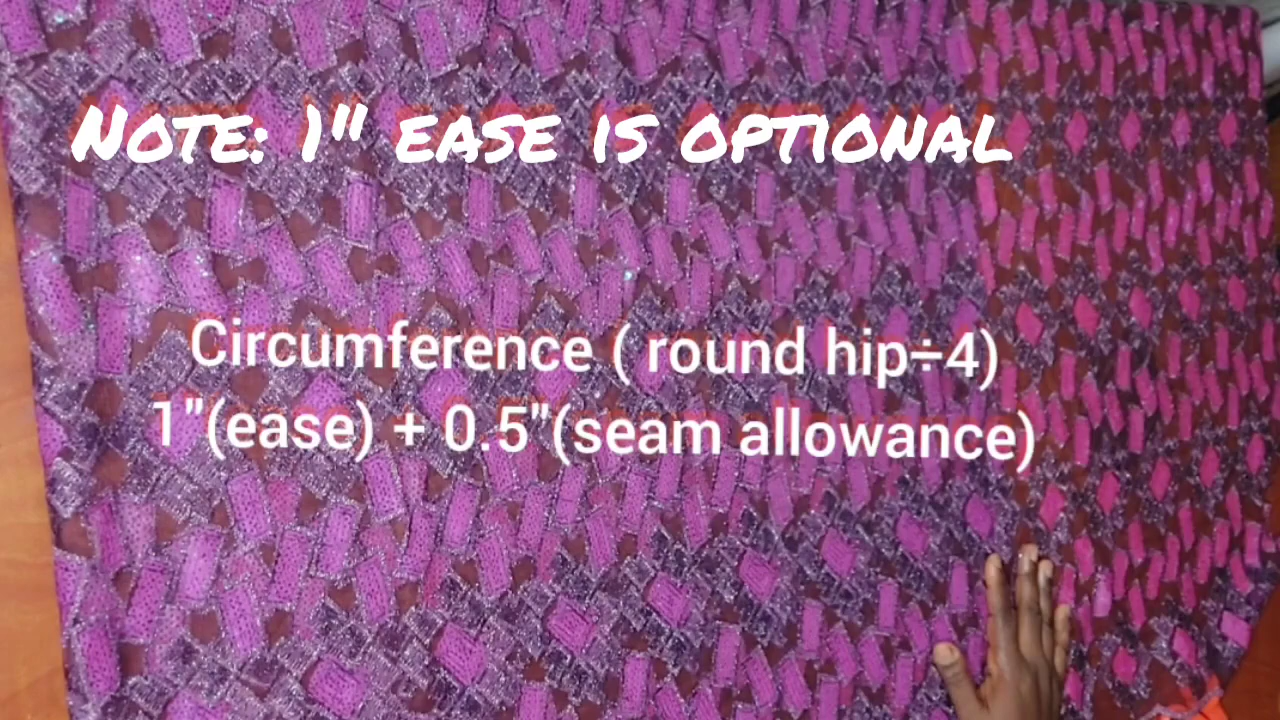 NOTE: 1" EASE IS OPTIONAL
Circumference ( round hip÷4)
1"(ease) + 0.5"(seam allowance)